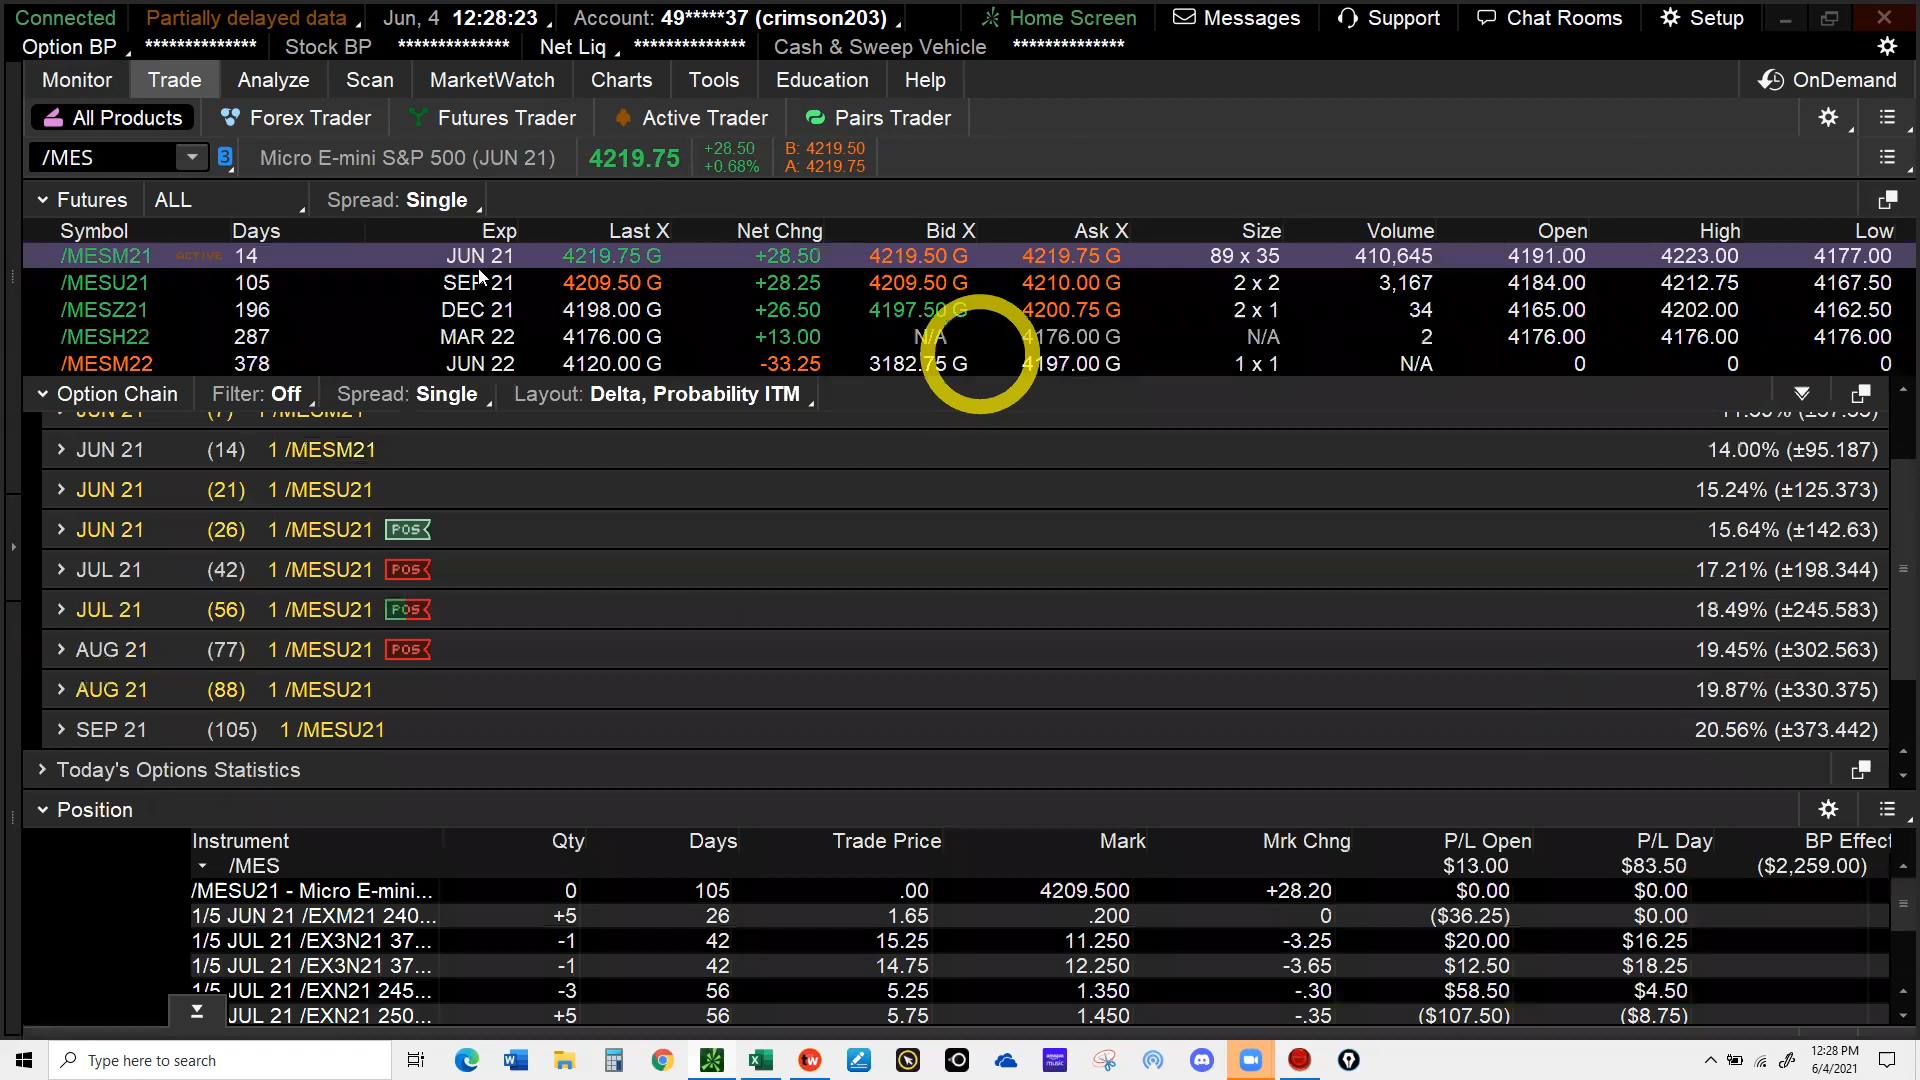 Connected Partially delayed data Jun, 4 12:28:23 Account: 49*****37 (crimson203) Home Screen Messages Support Chat Rooms Setup
Option BP ************** Stock BP ************** Net Liq ************** Cash & Sweep Vehicle **************
Monitor Trade Analyze Scan MarketWatch Charts Tools Education Help OnDemand
All Products Forex Trader Futures Trader Active Trader Pairs Trader
/MES 3 Micro E-mini S&P 500 (JUN 21) 4219.75 +28.50 B: 4219.50
+0.68% A: 4219.75
Futures ALL Spread: Single
Symbol Days Exp Last X Net Chng Bid X Ask X Size Volume Open High Low
/MESM21 ACTIVE 14 JUN 21 4219.75 G +28.50 4219.50 G 4219.75 G 89 x 35 410,645 4191.00 4223.00 4177.00
/MESU21 105 SEP 21 4209.50 G +28.25 4209.50 G 4210.00 G 2 x 2 3,167 4184.00 4212.75 4167.50
/MESZ21 196 DEC 21 4198.00 G +26.50 4197.50 G 4200.75 G 2 x 1 34 4165.00 4202.00 4162.50
/MESH22 287 MAR 22 4176.00 G +13.00 N/A 4176.00 G N/A 2 4176.00 4176.00 4176.00
/MESM22 378 JUN 22 4120.00 G -33.25 3182.75 G 4197.00 G 1 x 1 N/A 0 0 0
Option Chain Filter: Off Spread: Single Layout: Delta, Probability ITM
JUN 21 (7) 1 /MESM21
JUN 21 (14) 1 /MESM21 14.00% (±95.187)
JUN 21 (21) 1 /MESU21 15.24% (±125.373)
JUN 21 (26) 1 /MESU21 POS 15.64% (±142.63)
JUL 21 (42) 1 /MESU21 POS 17.21% (±198.344)
JUL 21 (56) 1 /MESU21 POS 18.49% (±245.583)
AUG 21 (77) 1 /MESU21 POS 19.45% (±302.563)
AUG 21 (88) 1 /MESU21 19.87% (±330.375)
SEP 21 (105) 1 /MESU21 20.56% (±373.442)
Today's Options Statistics
Position
Instrument Qty Days Trade Price Mark Mrk Chng P/L Open P/L Day BP Effect
/MES $13.00 $83.50 ($2,259.00)
/MESU21 - Micro E-mini... 0 105 .00 4209.500 +28.20 $0.00 $0.00
1/5 JUN 21 /EXM21 240... +5 26 1.65 .200 0 ($36.25) $0.00
1/5 JUL 21 /EX3N21 37... -1 42 15.25 11.250 -3.25 $20.00 $16.25
1/5 JUL 21 /EX3N21 37... -1 42 14.75 12.250 -3.65 $12.50 $18.25
1/5 JUL 21 /EXN21 245... -3 56 5.25 1.350 -.30 $58.50 $4.50
JUL 21 /EXN21 250... +5 56 5.75 1.450 -.35 ($107.50) ($8.75)
Type here to search 12:28 PM
6/4/2021